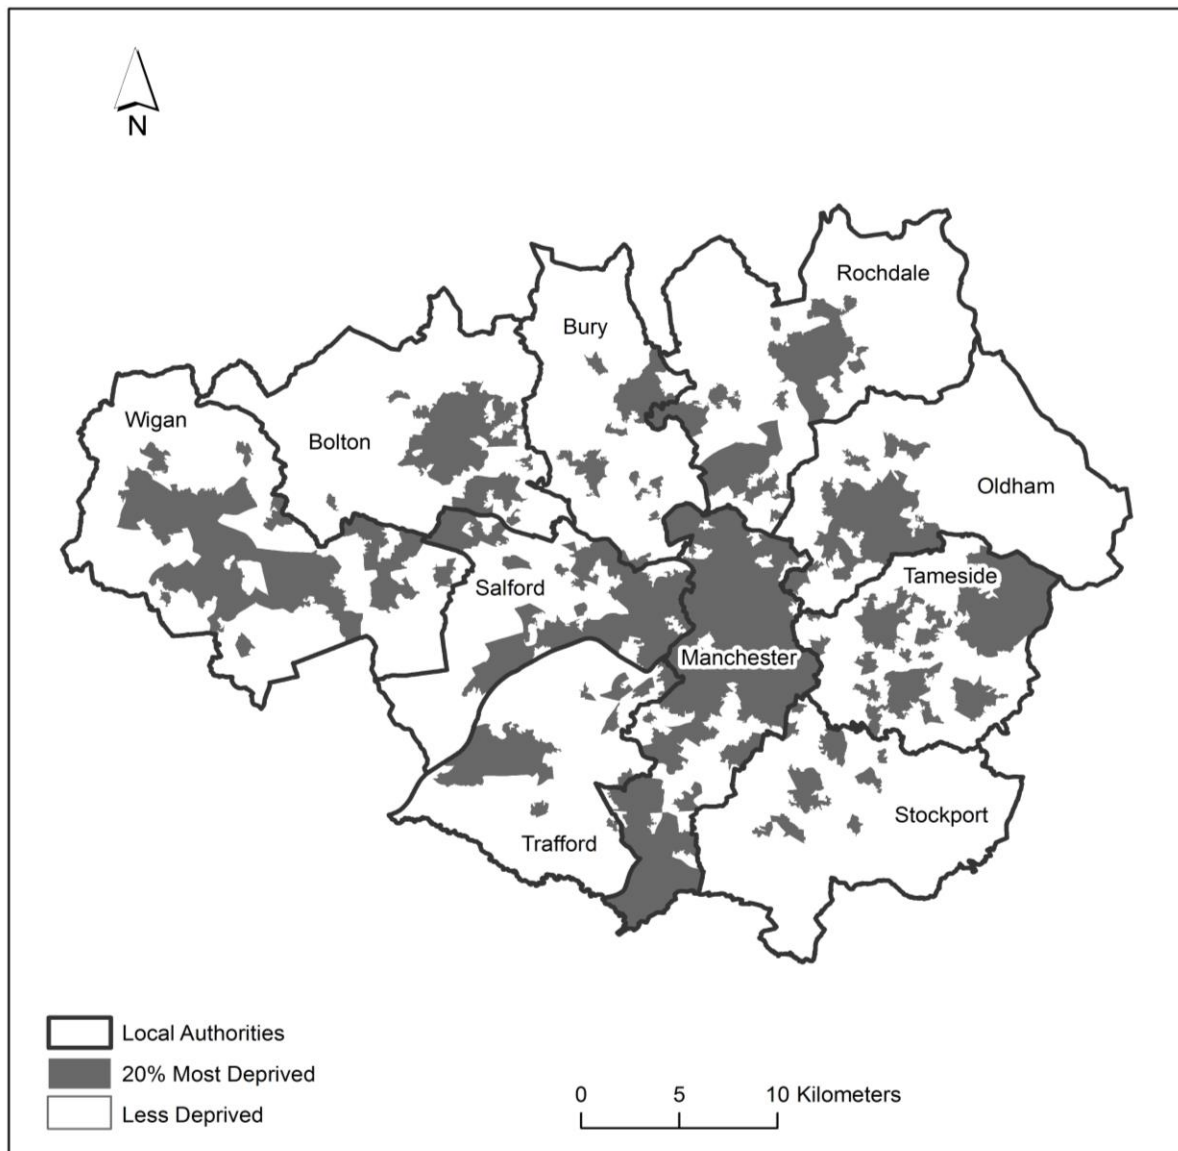 N
Rochdale
Bury
Wigan
Bolton
Oldham
Tameside
Salford
Manchester
Stockport
Trafford
Local Authorities
20% Most Deprived
Less Deprived
0 5 10 Kilometers